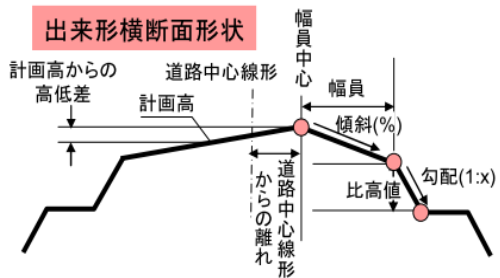 出来形横断面形状
計画高からの
高低差
道路中心線形
計画高
幅員中心
幅員
傾斜(%)
勾配(1:x)
比高値
道路中心線形
からの離れ